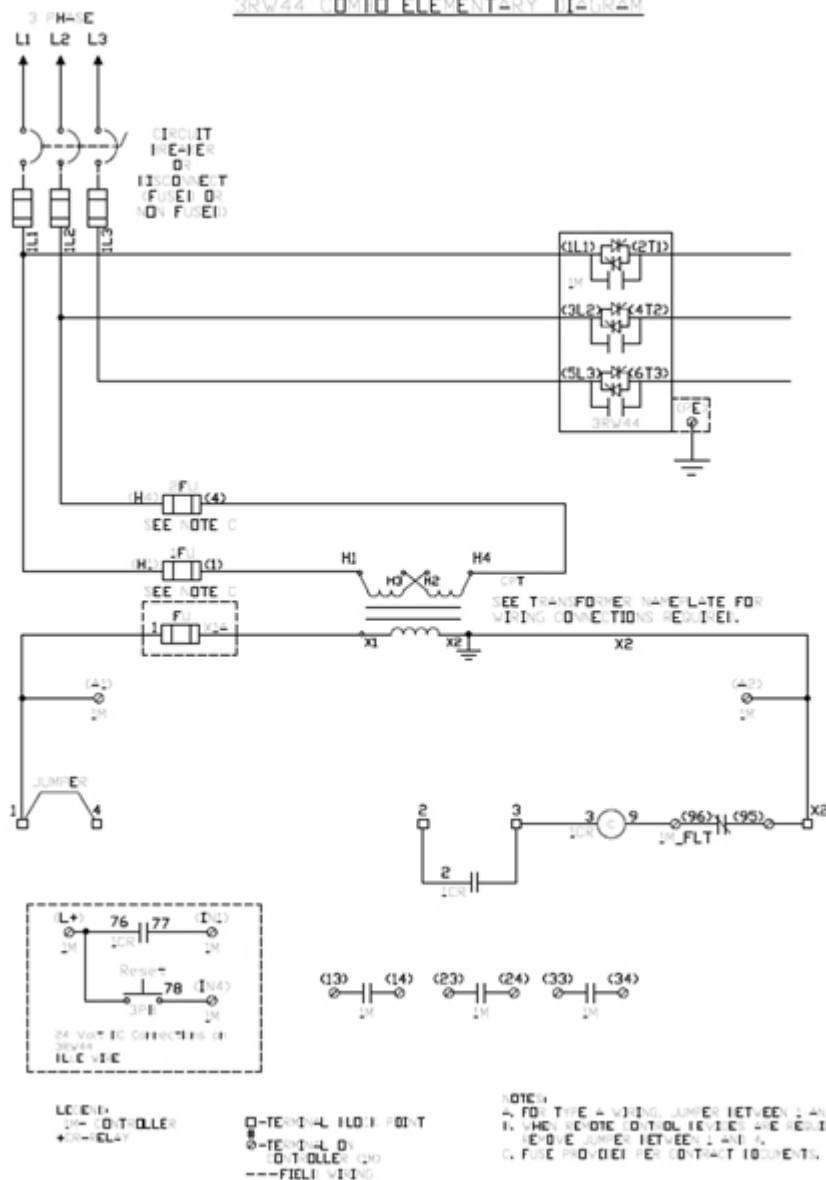 3RW44 COMBO ELEMENTARY DIAGRAM
3 PHASE
L1 L2 L3
CIRCUIT
BREAKER
OR
DISCONNECT
(FUSED OR
NON FUSED)
1L1 1L2 1L3
(1L1) (2T1)
1M
(3L2) (4T2)
(5L3) (6T3)
3RW44
(PE)
2FU
(H4) (4)
SEE NOTE C
1FU
(H1) (1)
SEE NOTE C
H1 H3 H2 H4
CPT
SEE TRANSFORMER NAMEPLATE FOR
WIRING CONNECTIONS REQUIRED.
FU
1 X1A
X1 X2 X2
(A1) (A2)
1M 1M
JUMPER
1 4 2 3 3 9 (96) (95) X2
1CR 1M_FLT
C
2
1CR
(L+) 76 77 (IN1)
1M 1CR 1M
Reset
78 (IN4)
3PB 1M
24 Volt DC Connections on
3RW44
BLUE WIRE
(13) (14) (23) (24) (33) (34)
1M 1M 1M
LEGEND:
1M- CONTROLLER
CR-RELAY
□-TERMINAL BLOCK POINT
-TERMINAL ON
CONTROLLER (1M)
---FIELD WIRING
NOTES:
A. FOR TYPE A WIRING, JUMPER BETWEEN 1
B. WHEN REMOTE CONTROL DEVICES ARE
REMOVE JUMPER BETWEEN 1 AND 4.
C. FUSE PROVIDED PER CONTRACT DOCUMENTS.